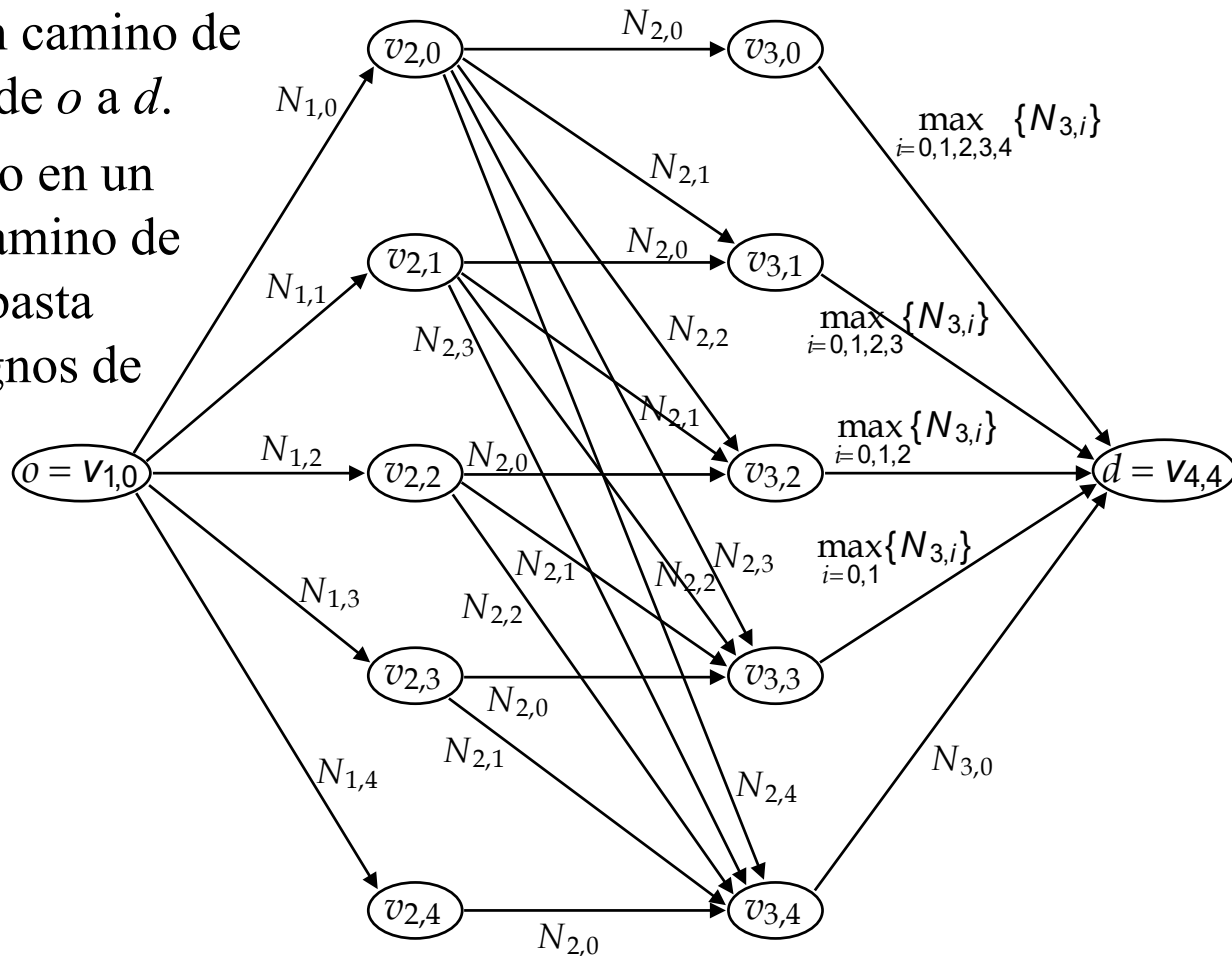 n camino de
de o a d.
o en un
amino de
basta
gnos de
v2,0
N2,0
v3,0
N1,0
max {N3,i}
i=0,1,2,3,4
N2,1
v2,1
N2,0
v3,1
N1,1
N2,3
N2,2
max {N3,i}
i=0,1,2,3
N2,1
max {N3,i}
i=0,1,2
o = v1,0
N1,2
v2,2
N2,0
v3,2
d = v4,4
N2,1
N2,2
N2,3
max{N3,i}
i=0,1
N1,3
N2,2
v2,3
N2,0
v3,3
N2,1
N1,4
N2,4
N3,0
v2,4
N2,0
v3,4